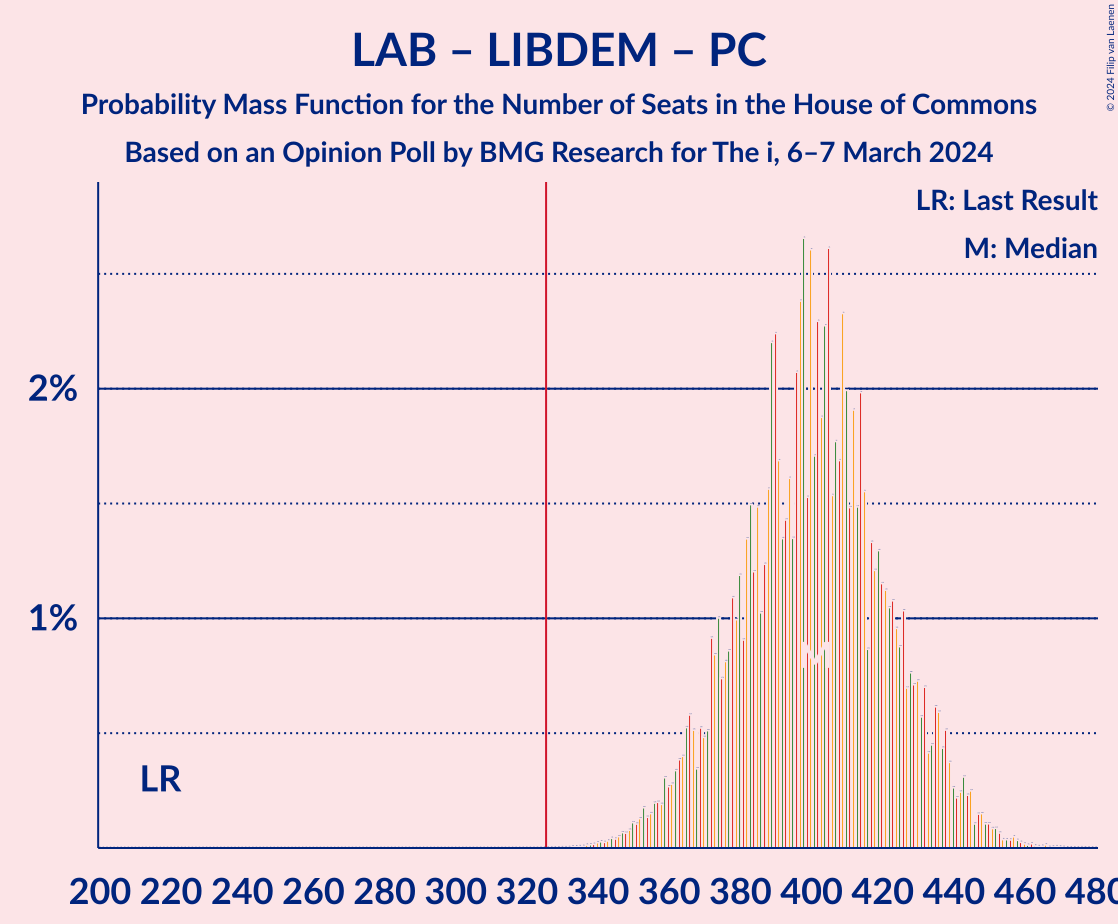 LAB – LIBDEM – PC
Probability Mass Function for the Number of Seats in the House of Commons
Based on an Opinion Poll by BMG Research for The i, 6–7 March 2024
© 2024 Filip van Laenen
LR: Last Result
M: Median
2%
1%
LR
M
200 220 240 260 280 300 320 340 360 380 400 420 440 460 480